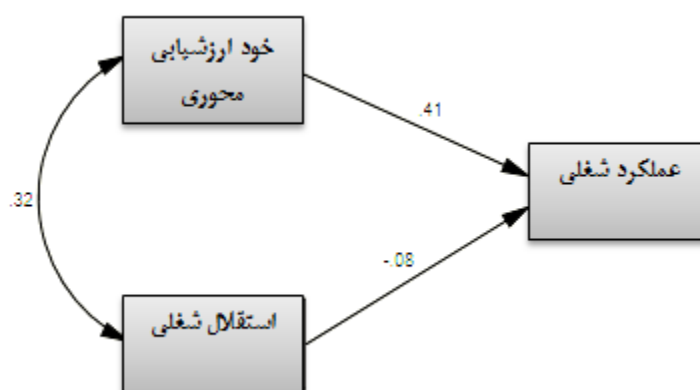 خود ارزشیابی
محوری
.41
عملکرد شغلی
.32
-.08
استقلال شغلی